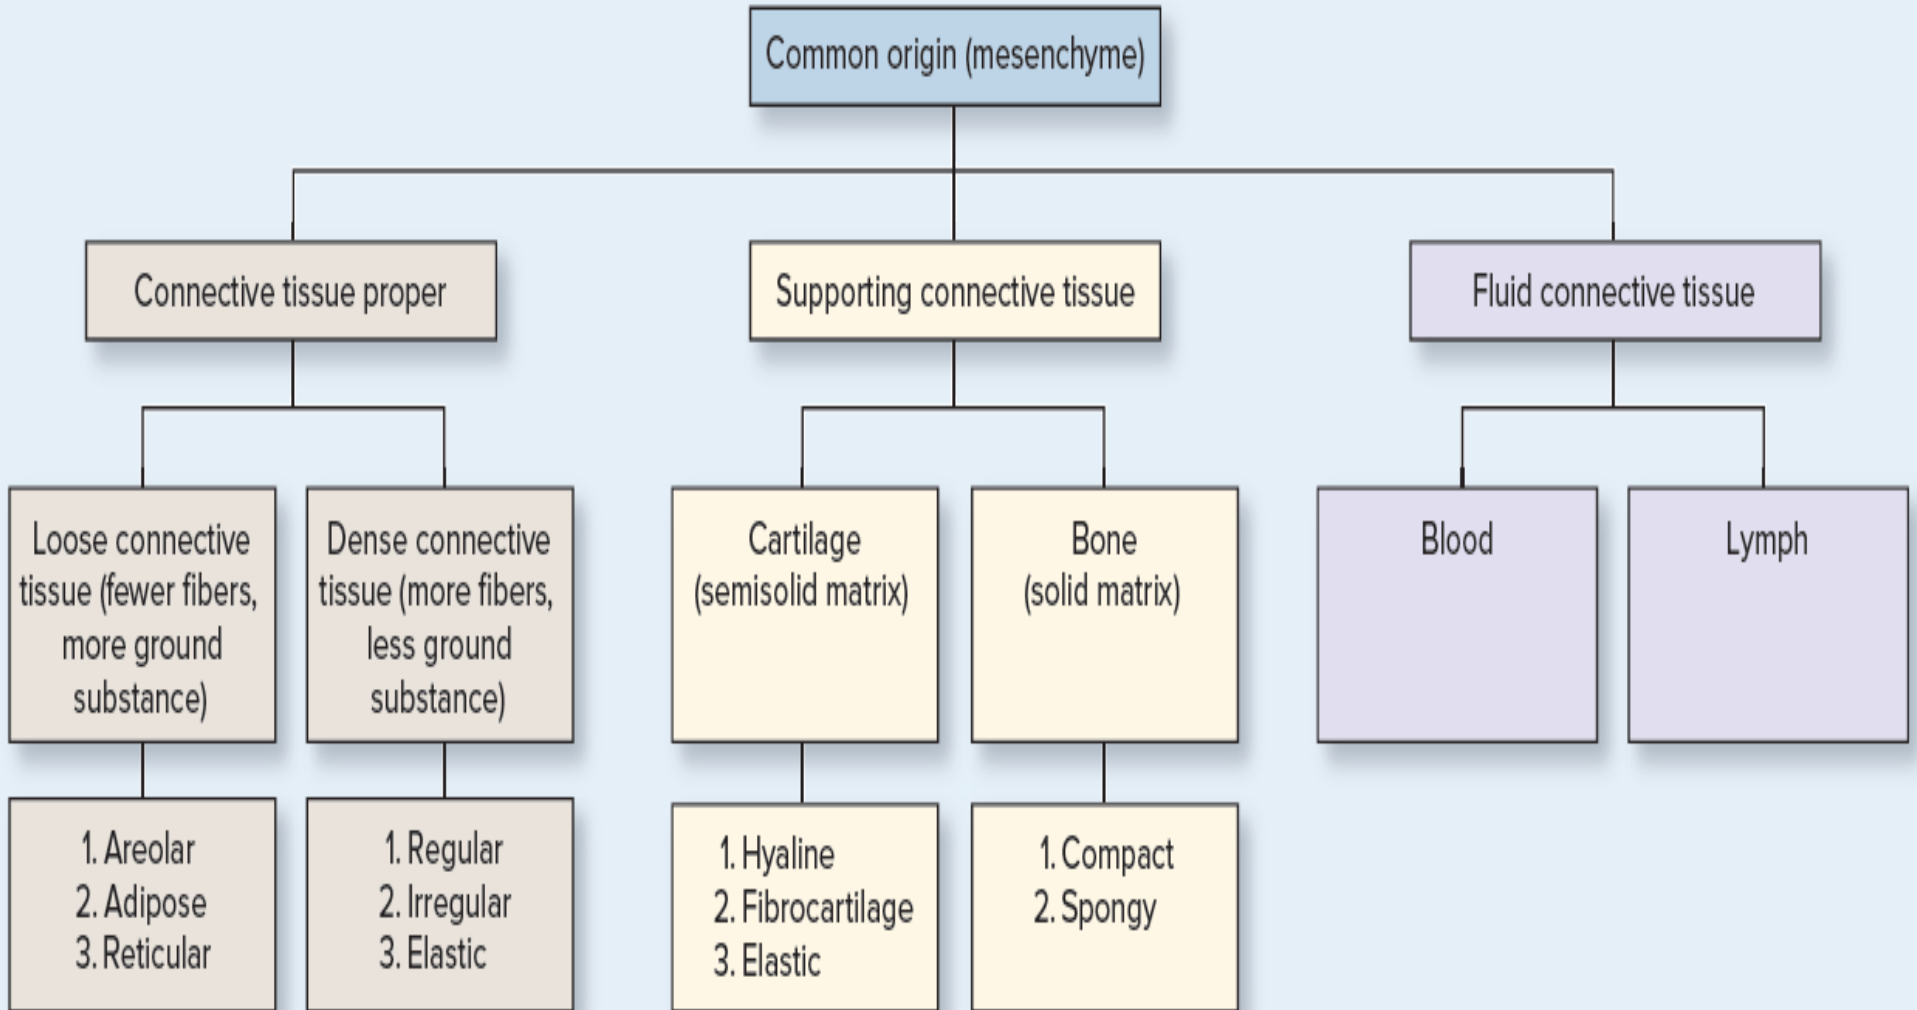 Common origin (mesenchyme)
Connective tissue proper
Supporting connective tissue
Fluid connective tissue
Loose connective
tissue (fewer fibers,
more ground
substance)
Dense connective
tissue (more fibers,
less ground
substance)
Cartilage
(semisolid matrix)
Bone
(solid matrix)
Blood
Lymph
1. Areolar
2. Adipose
3. Reticular
1. Regular
2. Irregular
3. Elastic
1. Hyaline
2. Fibrocartilage
3. Elastic
1. Compact
2. Spongy